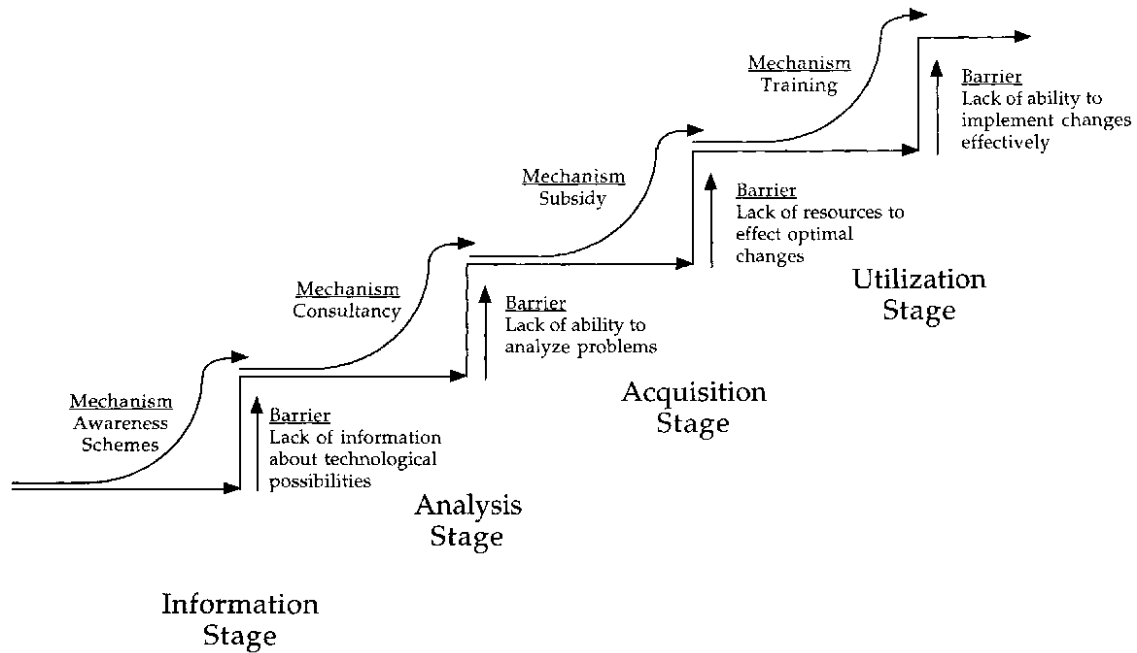 Mechanism
Training
Barrier
Lack of ability to
implement changes
effectively
Mechanism
Subsidy
Barrier
Lack of resources to
effect optimal
changes
Utilization
Stage
Mechanism
Consultancy
Barrier
Lack of ability to
analyze problems
Acquisition
Stage
Mechanism
Awareness
Schemes
Barrier
Lack of information
about technological
possibilities
Analysis
Stage
Information
Stage